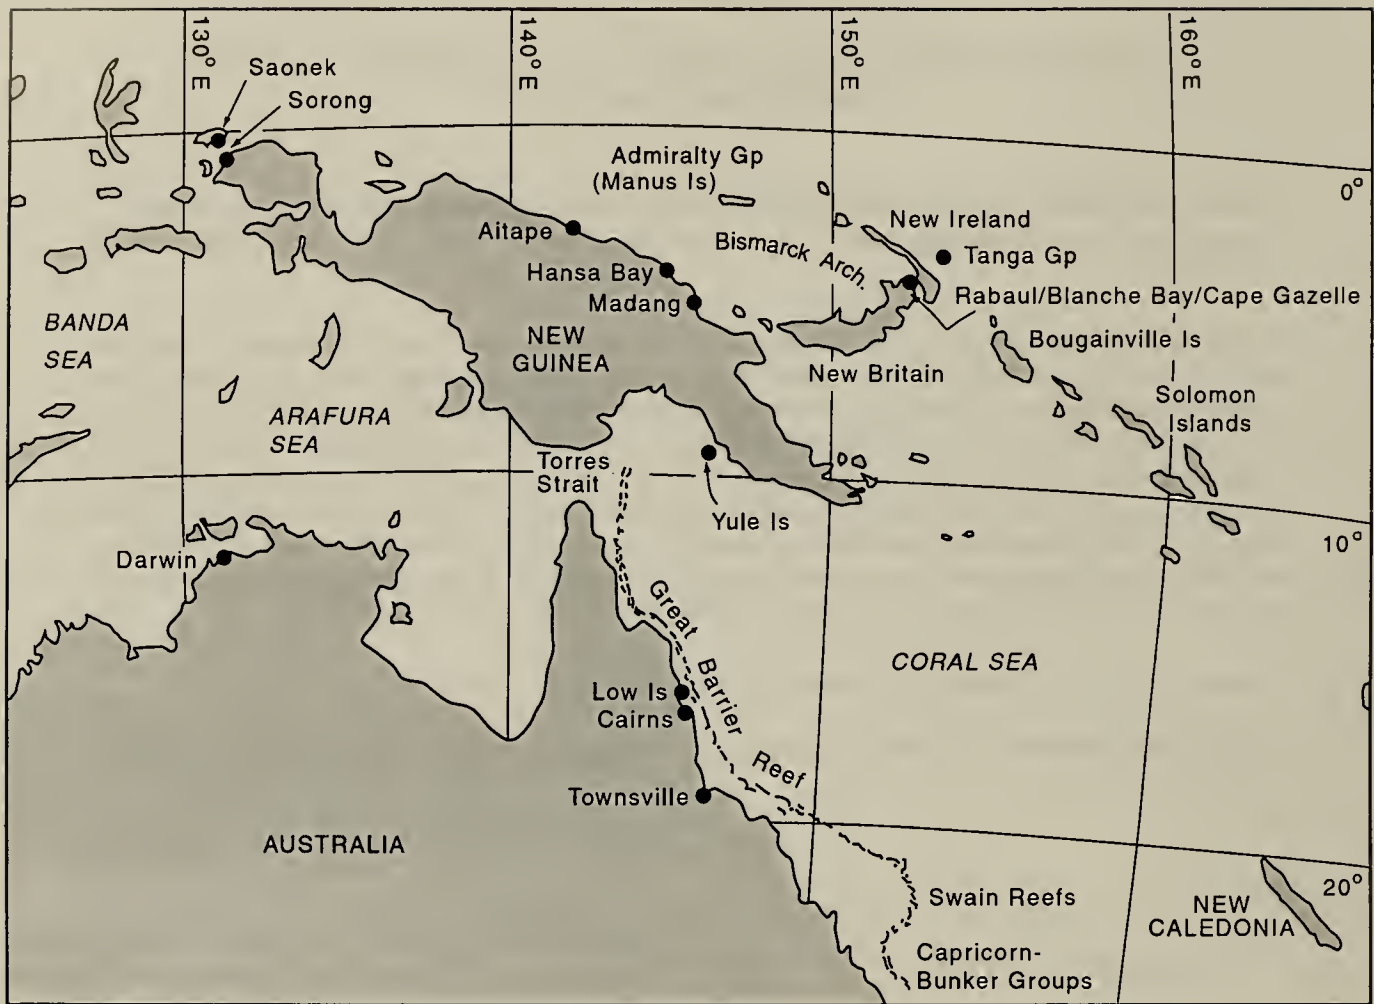 130° E
140° E
150° E
160° E
Saonek
Sorong
Admiralty Gp
(Manus Is)
0°
New Ireland
Aitape
Bismarck Arch.
Tanga Gp
Hansa Bay
Rabaul/Blanche Bay/Cape Gazelle
Madang
BANDA
SEA
NEW
GUINEA
Bougainville Is
New Britain
Solomon
Islands
ARAFURA
SEA
Torres
Strait
Yule Is
10°
Darwin
Great
Barrier
Reef
CORAL SEA
Low Is
Cairns
Townsville
AUSTRALIA
20°
Swain Reefs
NEW
CALEDONIA
Capricorn-
Bunker Groups